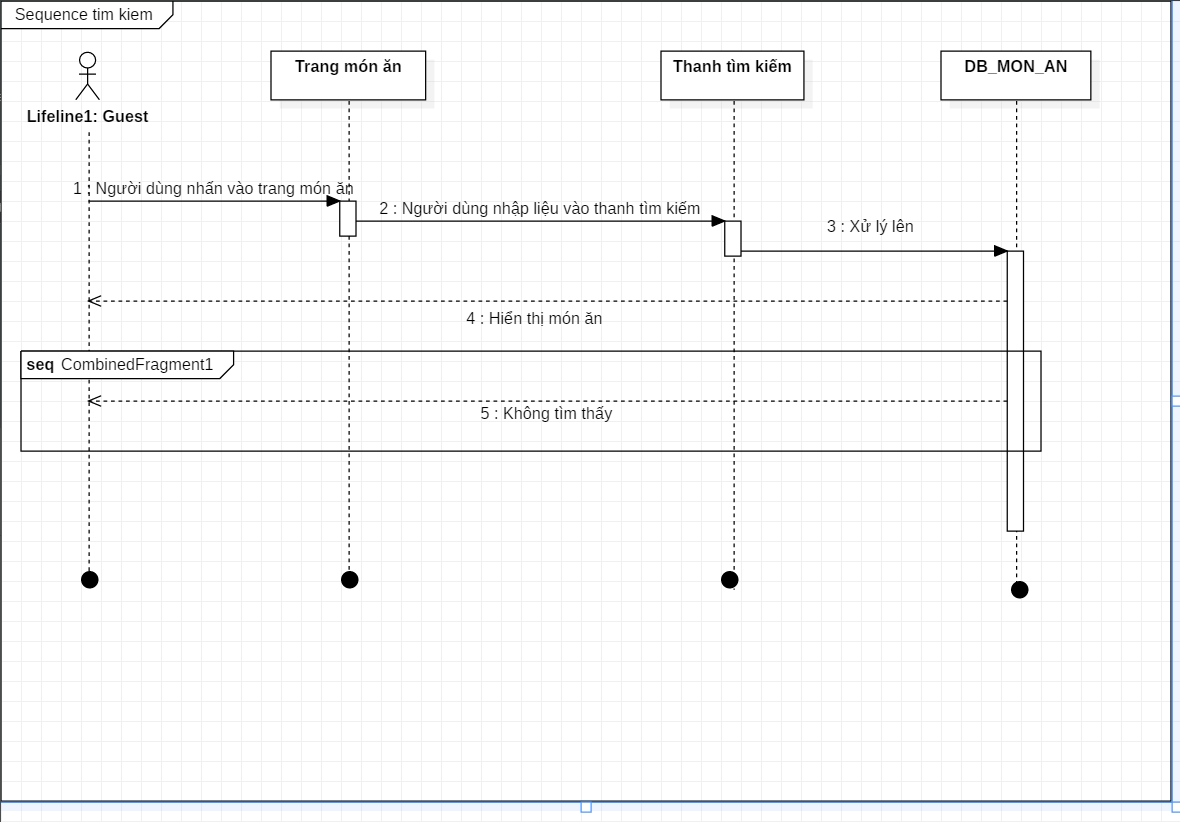 Sequence tim kiem
Trang món ăn
Thanh tìm kiếm
DB_MON_AN
Lifeline1: Guest
1 : Người dùng nhấn vào trang món ăn
2 : Người dùng nhập liệu vào thanh tìm kiếm
3 : Xử lý lên
4 : Hiển thị món ăn
seq CombinedFragment1
5 : Không tìm thấy